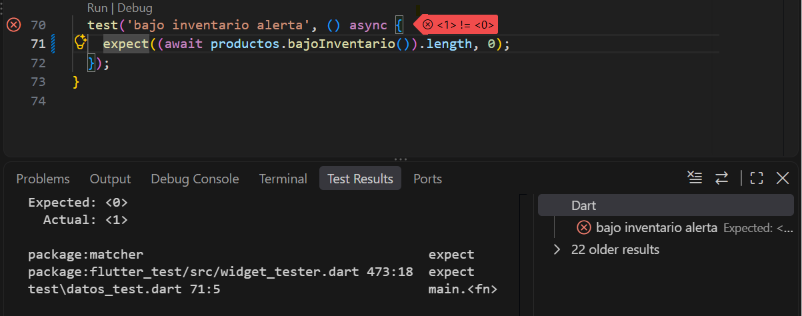 Run | Debug
70 test('bajo inventario alerta', () async { <1> != <0>
71 expect((await productos.bajoInventario()).length, 0);
72 });
73 }
74
Problems Output Debug Console Terminal Test Results Ports
Expected: <0>
Actual: <1>
package:matcher expect
package:flutter_test/src/widget_tester.dart 473:18 expect
test\datos_test.dart 71:5 main.<fn>
Dart
bajo inventario alerta Expected: <...
22 older results